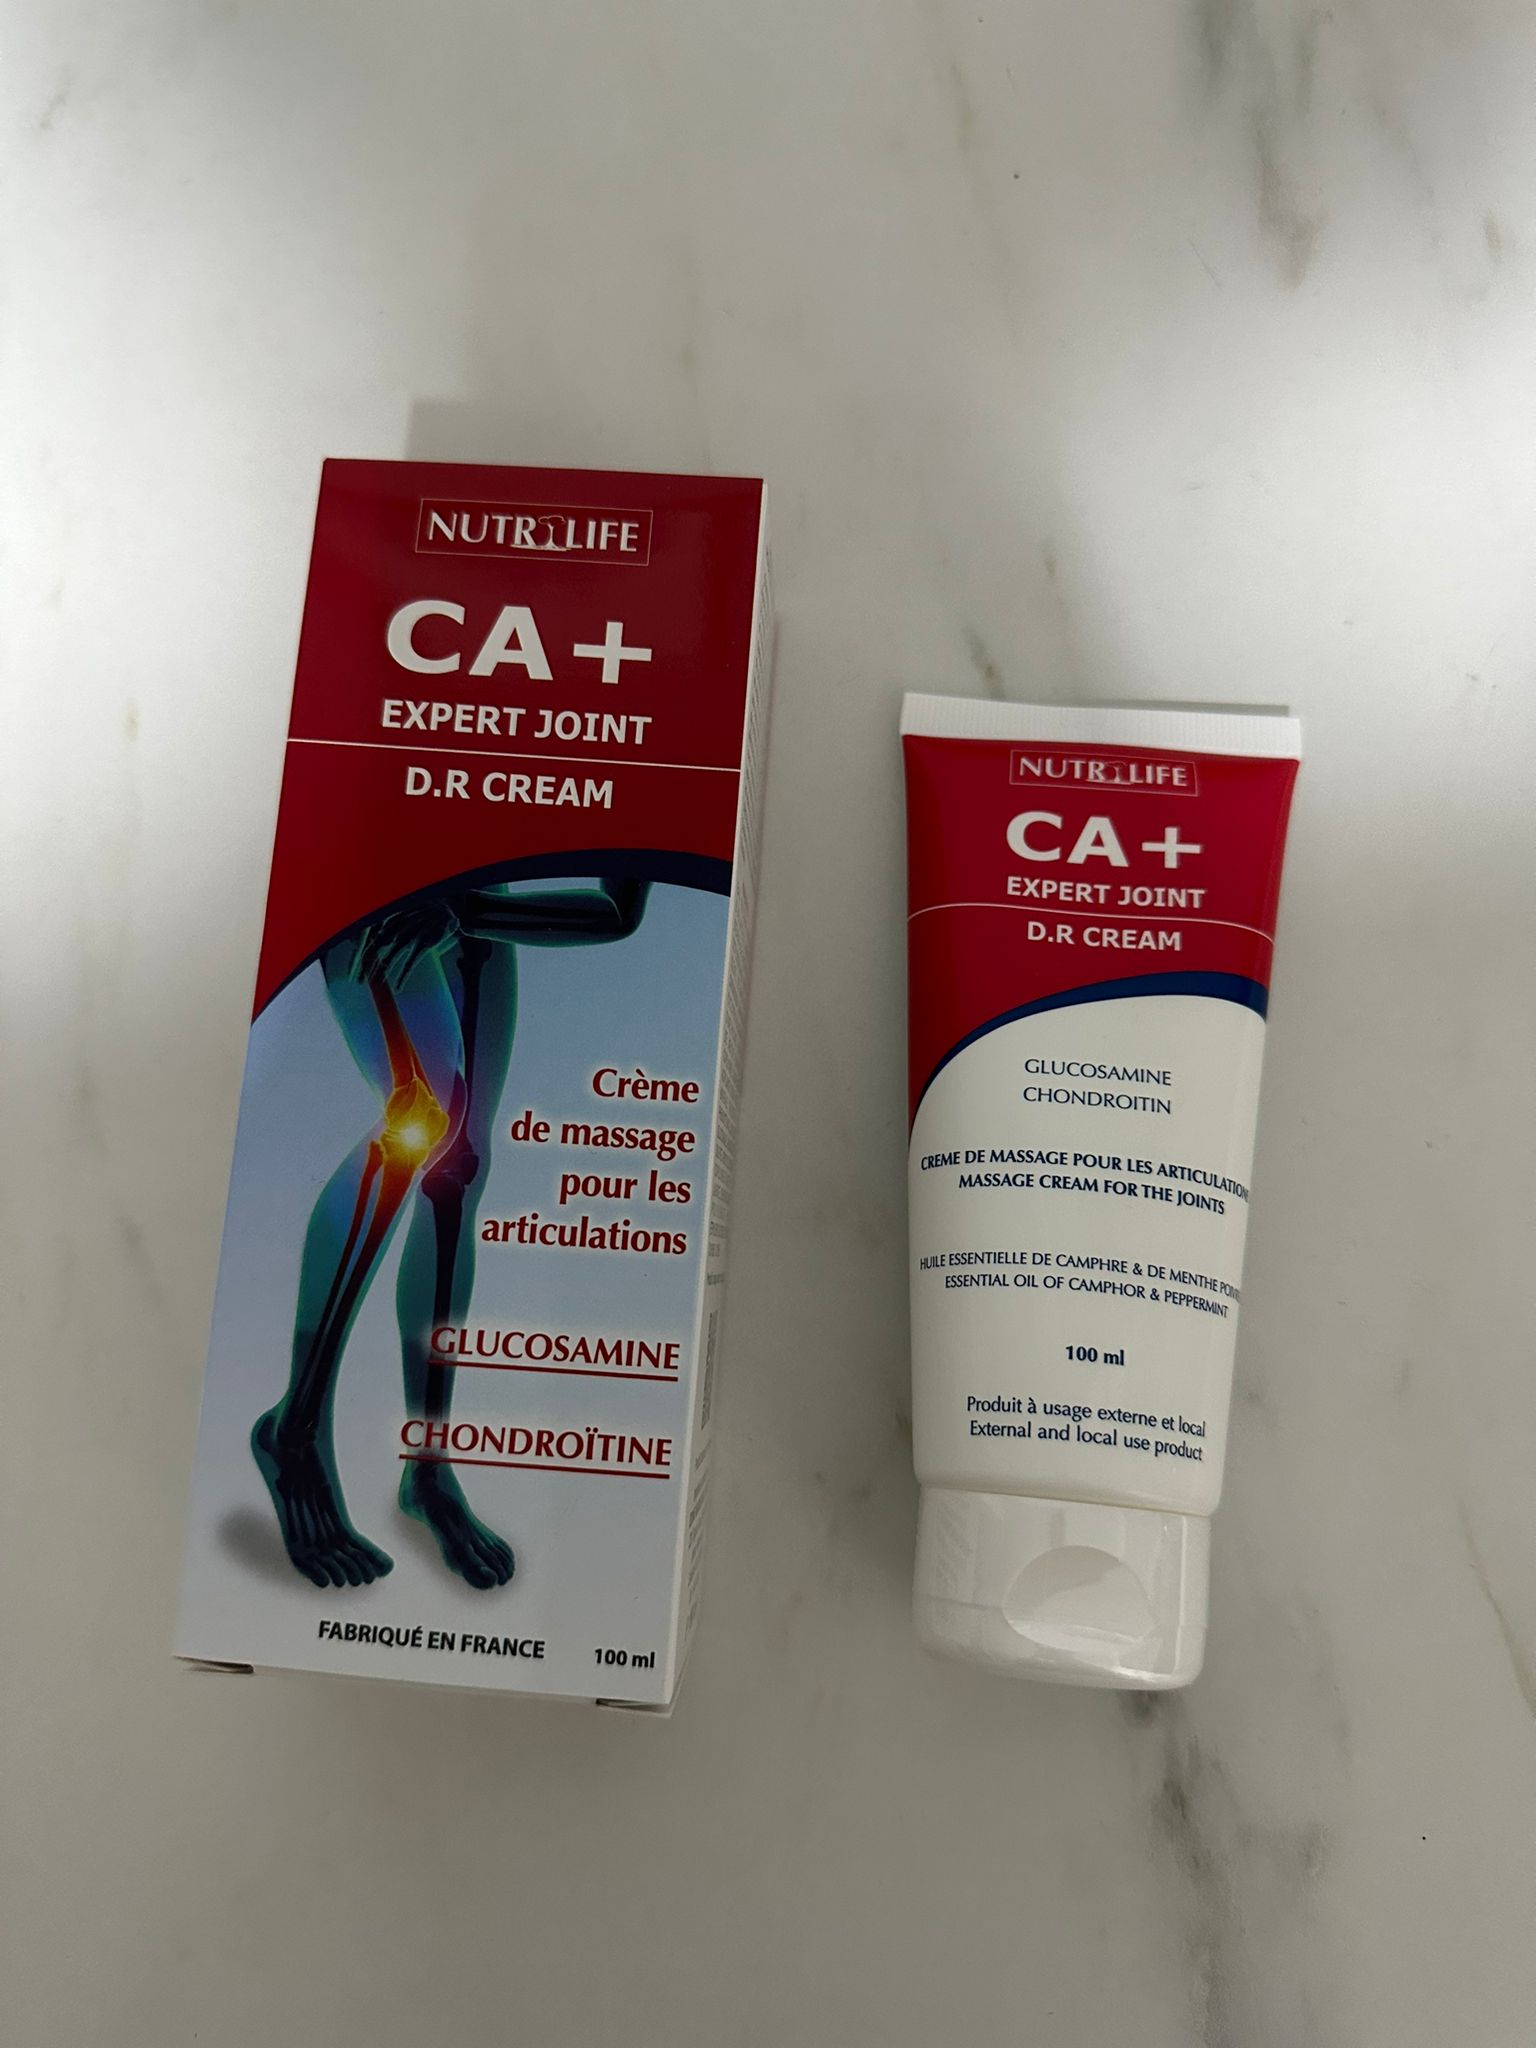 NUTRILIFE
CA+
EXPERT JOINT
D.R CREAM
Crème
de massage
pour les
articulations
GLUCOSAMINE
CHONDROÏTINE
FABRIQUÉ EN FRANCE
100 ml
NUTRILIFE
CA+
EXPERT JOINT
D.R CREAM
GLUCOSAMINE
CHONDROITIN
CREME DE MASSAGE POUR LES ARTICULATION
MASSAGE CREAM FOR THE JOINTS
HUILE ESSENTIELLE DE CAMPHRE & DE MENTHE
ESSENTIAL OIL OF CAMPHOR & PEPPERMINT
100 ml
Produit à usage externe et local
External and local use product